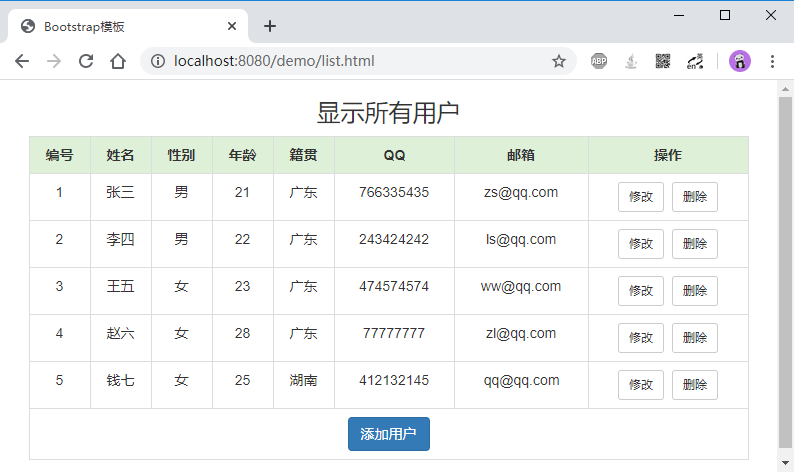 Bootstrap模板
localhost:8080/demo/list.html
ABP
en
显示所有用户
编号 姓名 性别 年龄 籍贯 QQ 邮箱 操作
1 张三 男 21 广东 766335435 zs@qq.com 修改 删除
2 李四 男 22 广东 243424242 ls@qq.com 修改 删除
3 王五 女 23 广东 474574574 ww@qq.com 修改 删除
4 赵六 女 28 广东 77777777 zl@qq.com 修改 删除
5 钱七 女 25 湖南 412132145 qq@qq.com 修改 删除
添加用户